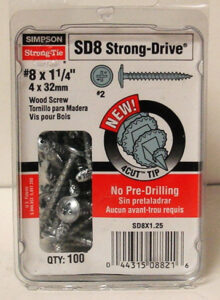 SIMPSON
Strong-Tie
SD8 Strong-Drive®
#8 x 1 1/4"
4 x 32mm
Wood Screw
Tornillo para Madera
Vis pour Bois
#2
NEW!
4CUT™ TIP
No Pre-Drilling
Sin pretaladrar
Aucun avant-trou requis
SD8X1.25
QTY: 100
0 44315 08821 6